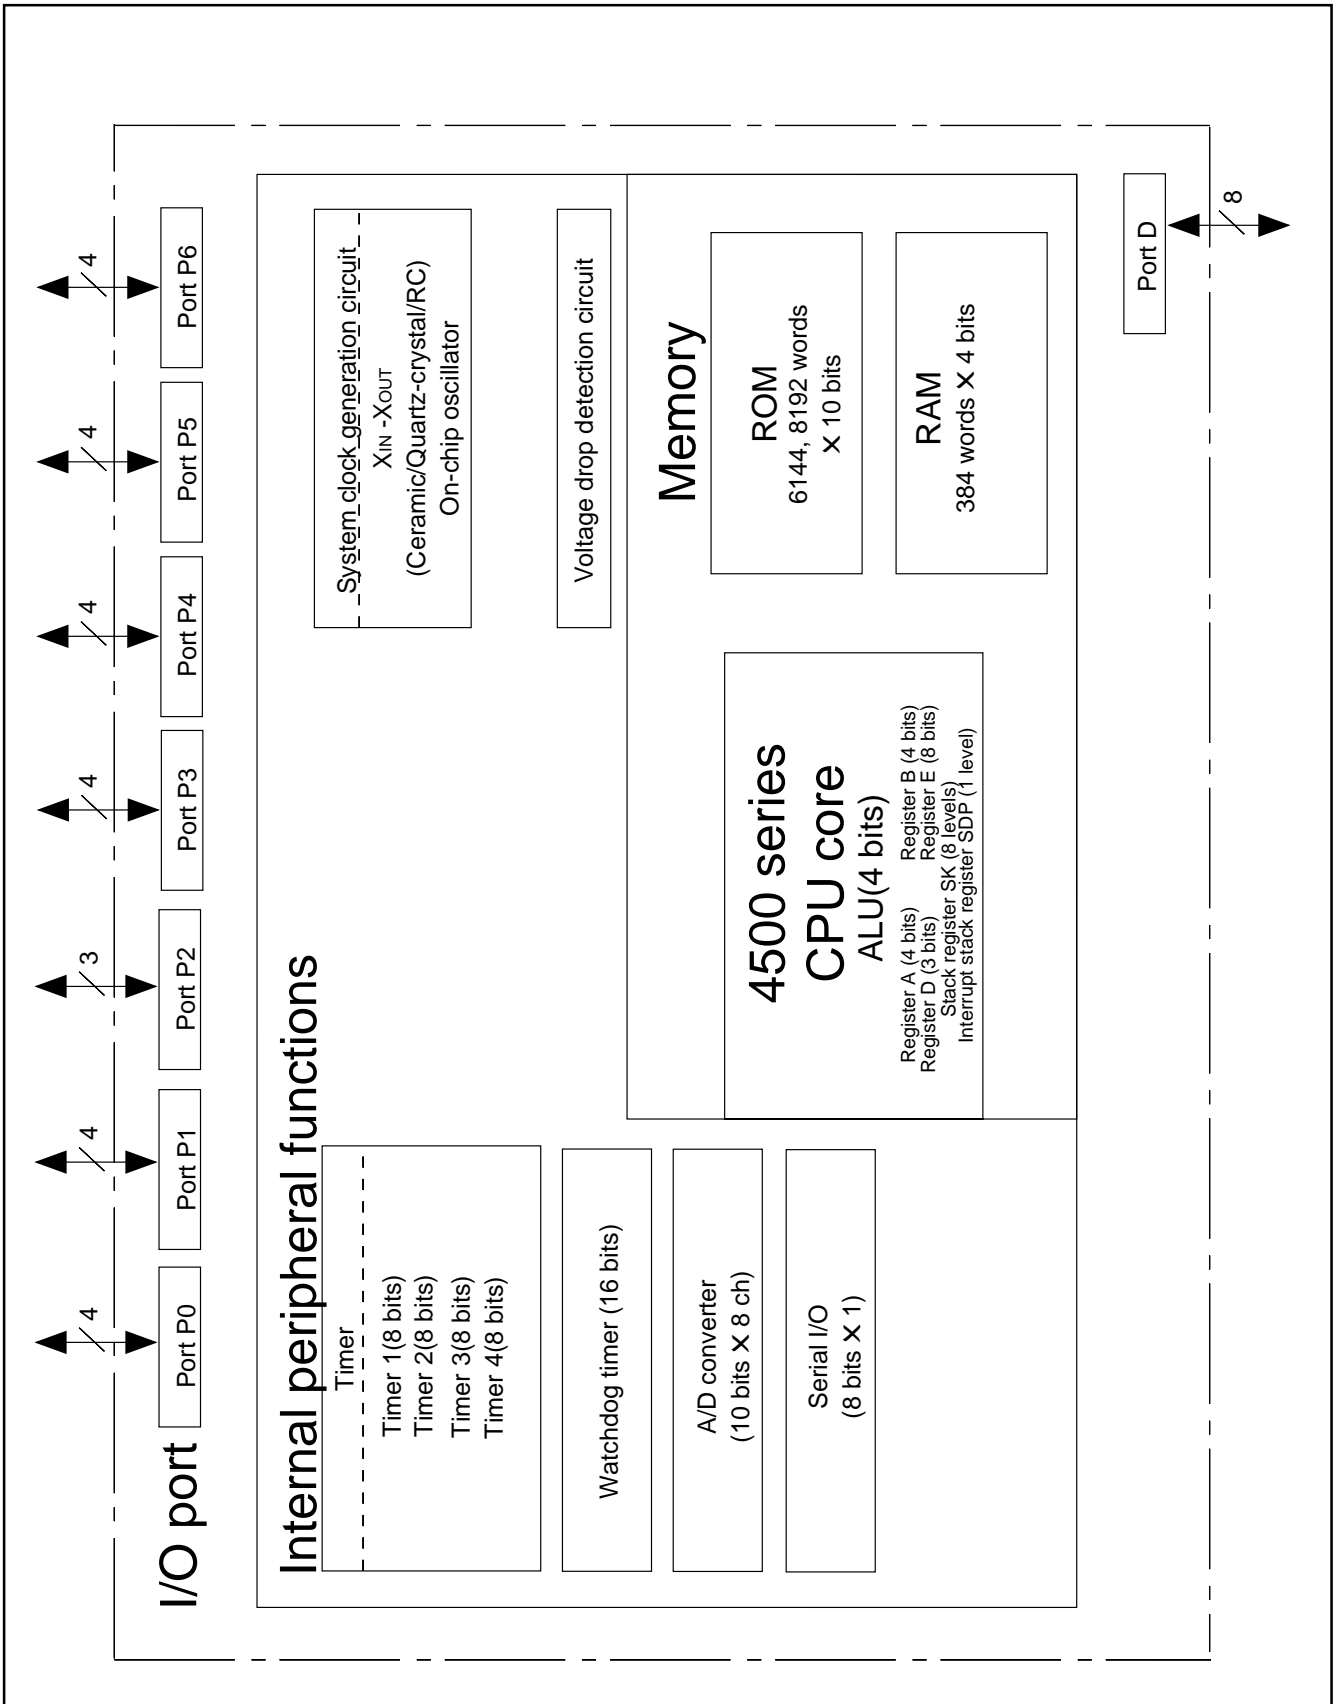 I/O port
4
4
3
4
4
4
4
Port P0
Port P1
Port P2
Port P3
Port P4
Port P5
Port P6
Internal peripheral functions
Timer
Timer 1(8 bits)
Timer 2(8 bits)
Timer 3(8 bits)
Timer 4(8 bits)
Watchdog timer (16 bits)
A/D converter
(10 bits ✕ 8 ch)
Serial I/O
(8 bits ✕ 1)
System clock generation circuit
XIN -XOUT
(Ceramic/Quartz-crystal/RC)
On-chip oscillator
Voltage drop detection circuit
4500 series
CPU core
ALU(4 bits)
Register A (4 bits) Register B (4 bits)
Register D (3 bits) Register E (8 bits)
Stack register SK (8 levels)
Interrupt stack register SDP (1 level)
Memory
ROM
6144, 8192 words
✕ 10 bits
RAM
384 words ✕ 4 bits
Port D
8